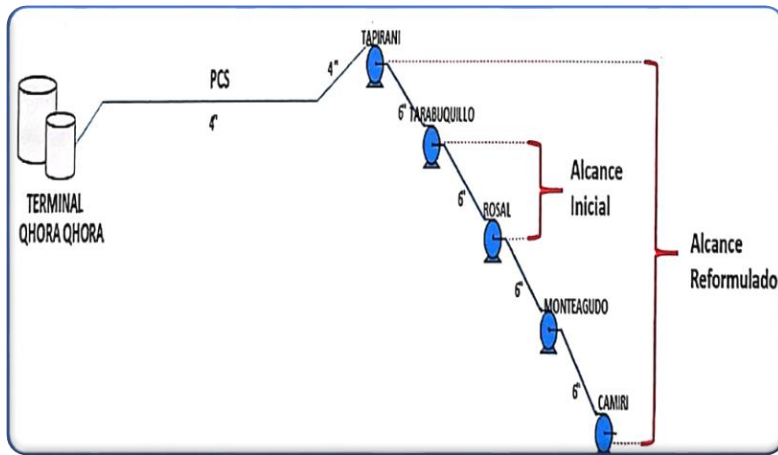 TAPIRANI
PCS
4"
4"
TERMINAL
QHORA QHORA
6"
TARABUQUILLO
6"
ROSAL
6"
MONTEAGUDO
6"
CAMIRI
Alcance
Inicial
Alcance
Reformulado